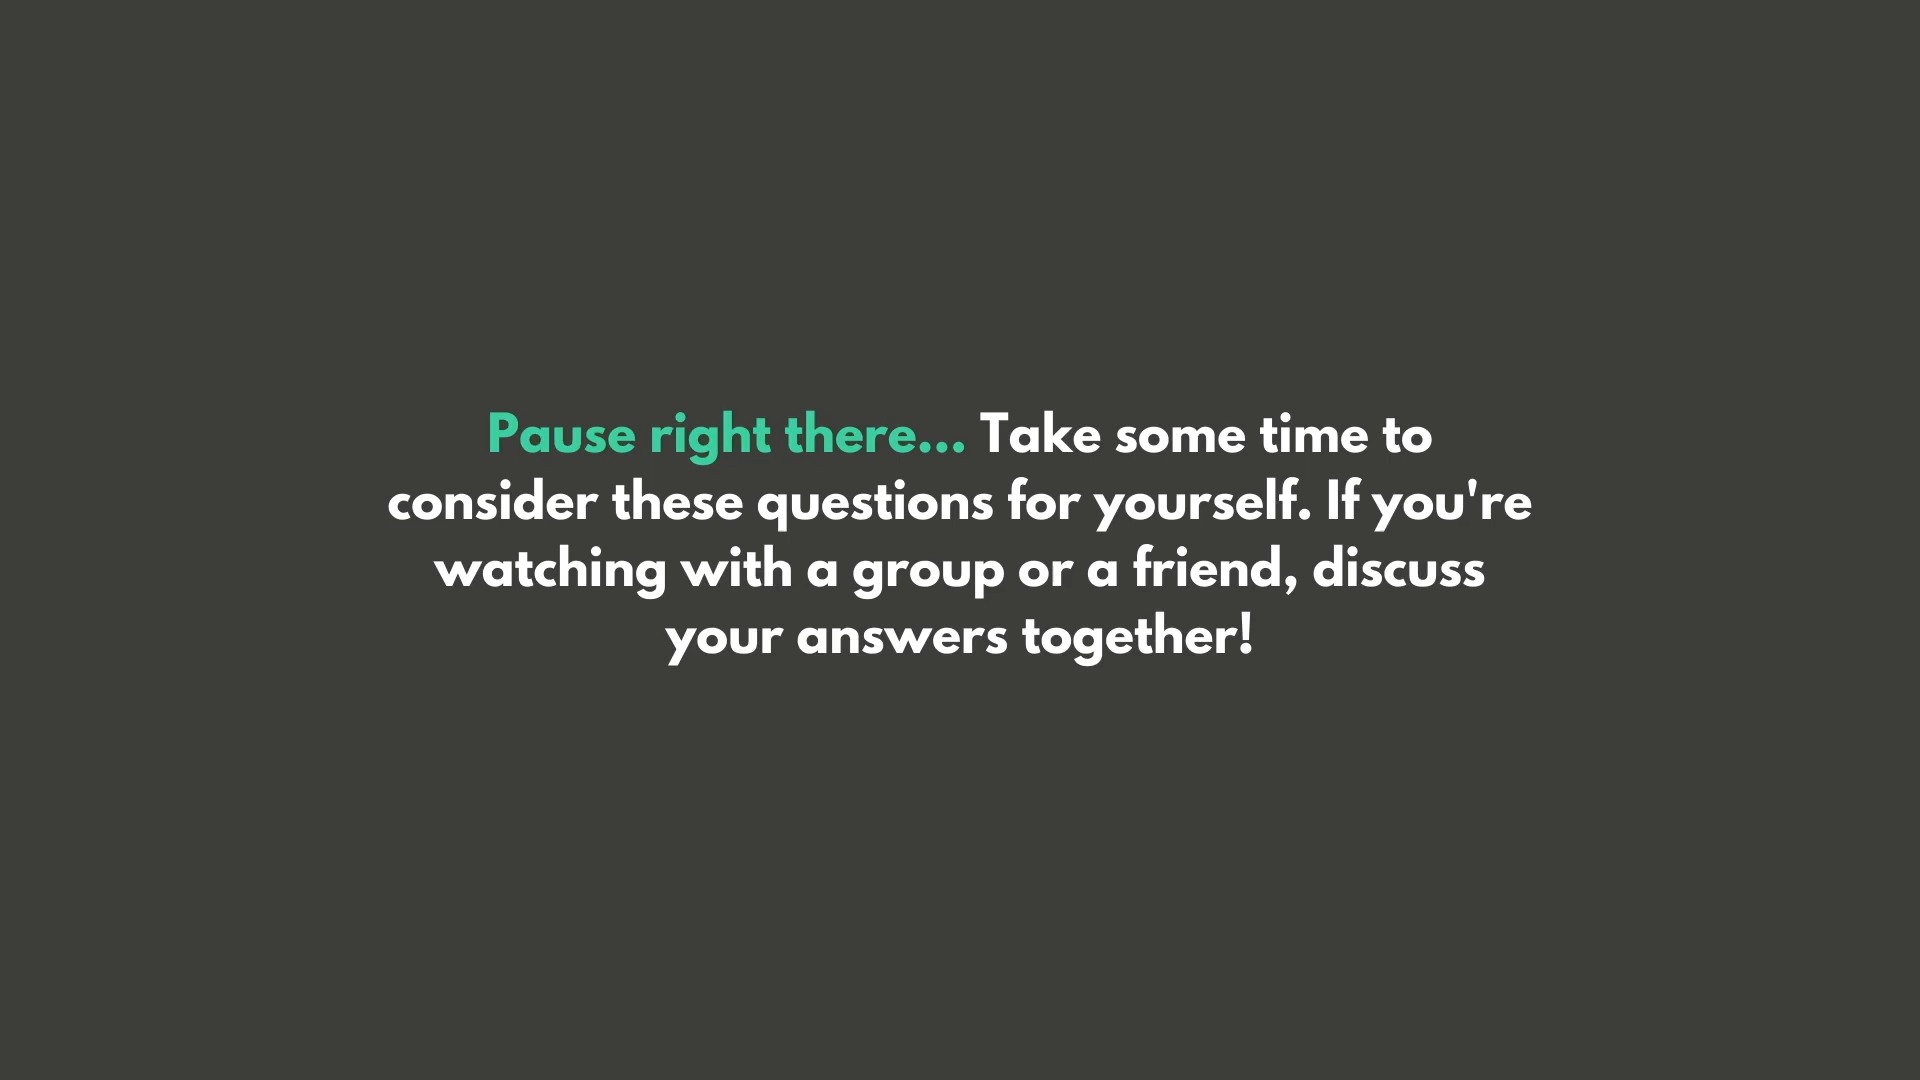 Pause right there... Take some time to
consider these questions for yourself. If you're
watching with a group or a friend, discuss
your answers together!